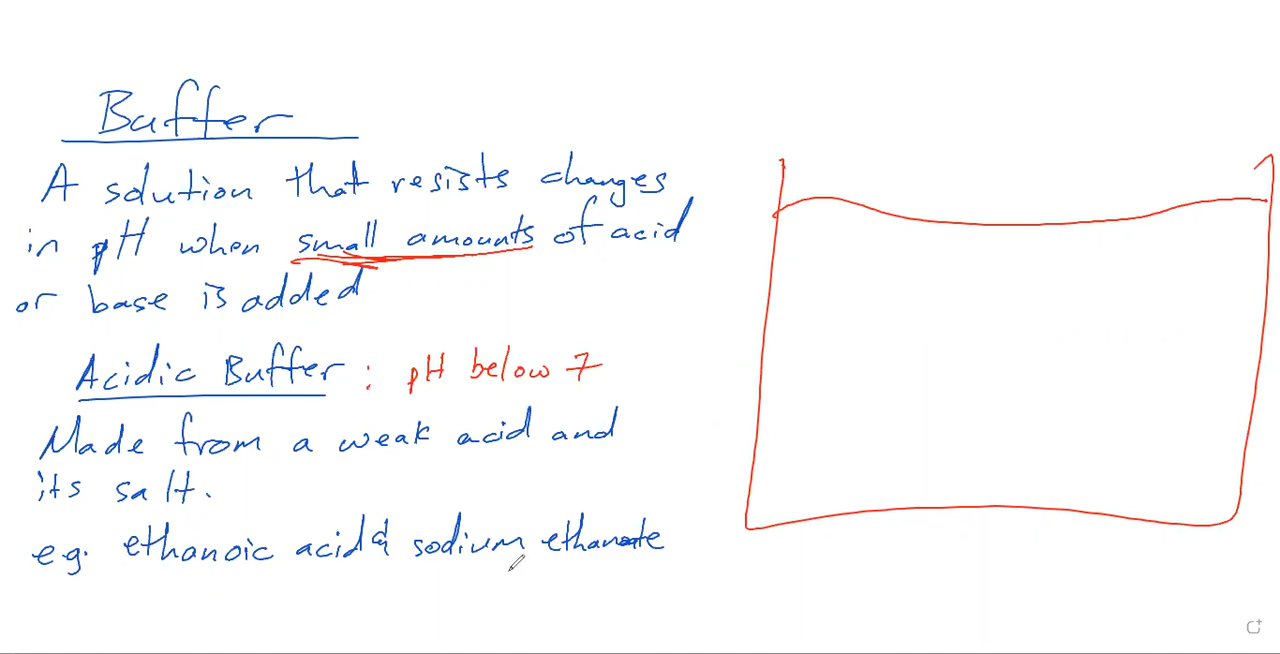 Buffer
A solution that resists changes
in pH when small amounts of acid
or base is added
Acidic Buffer : pH below 7
Made from a weak acid and
its salt.
e.g. ethanoic acid & sodium ethanoate